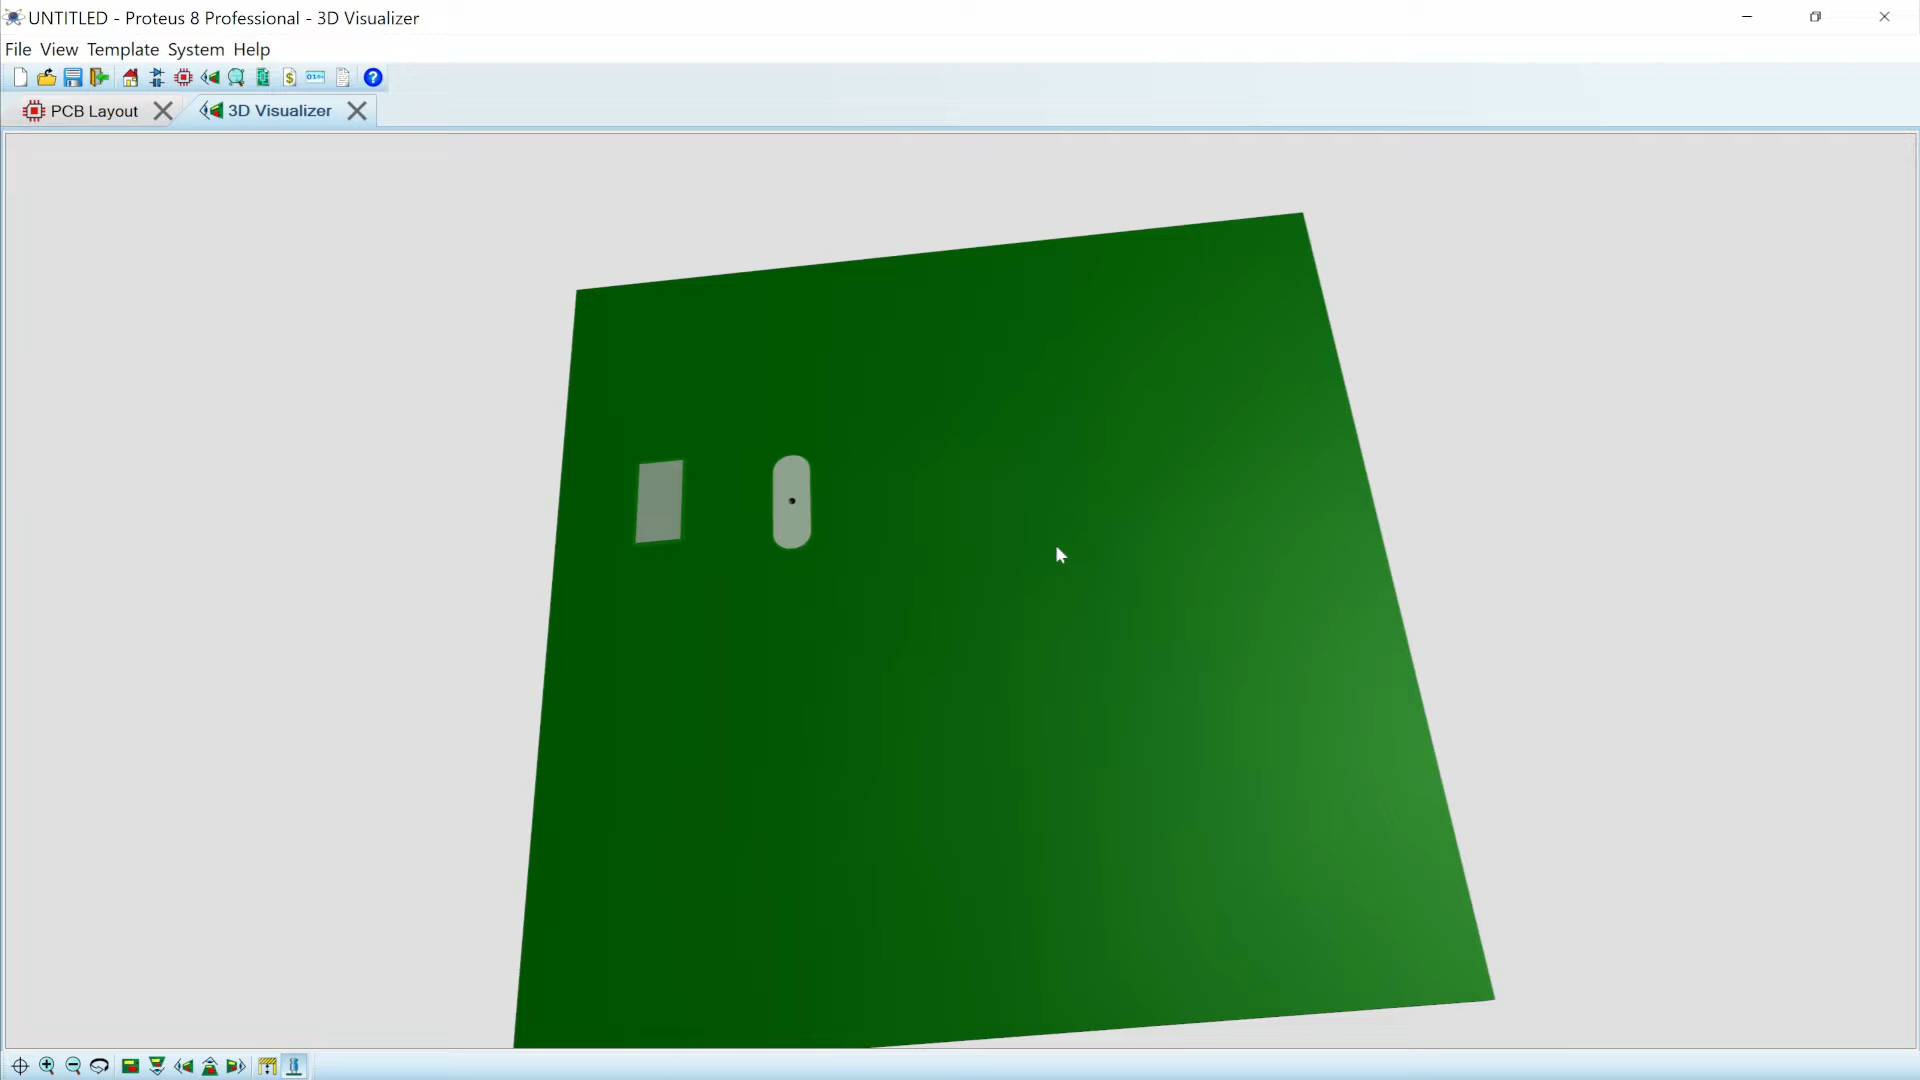 UNTITLED - Proteus 8 Professional - 3D Visualizer
File View Template System Help
PCB Layout
3D Visualizer